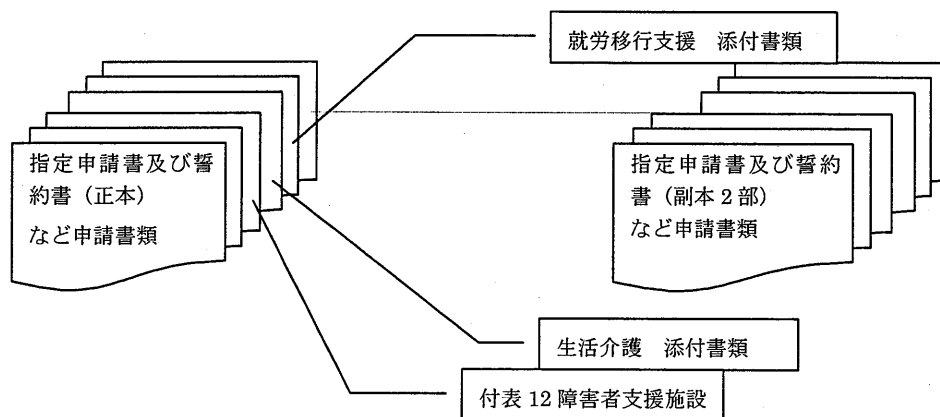 就労移行支援　添付書類
指定申請書及び誓
約書（正本）
など申請書類
指定申請書及び誓約
書（副本２部）
など申請書類
生活介護　添付書類
付表 12 障害者支援施設